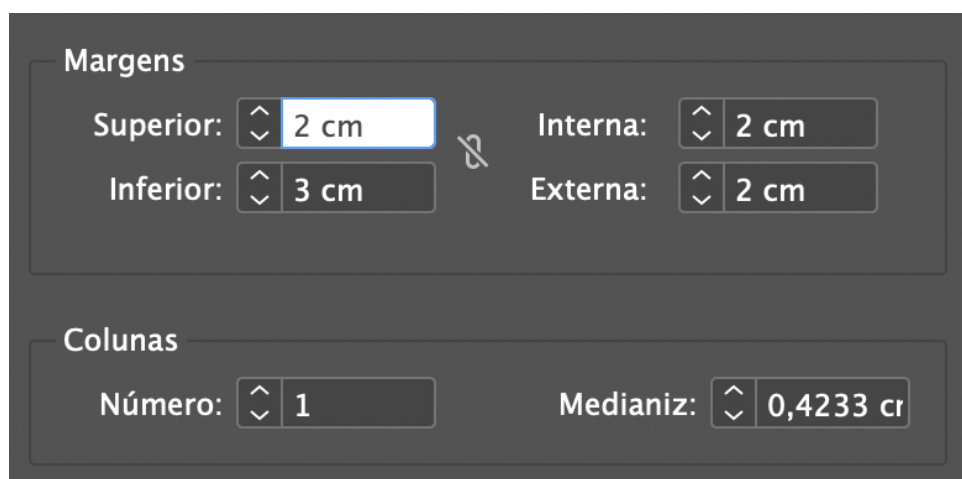 Margens
Superior: 2 cm Interna: 2 cm
Inferior: 3 cm Externa: 2 cm
Colunas
Número: 1 Medianiz: 0,4233 cr